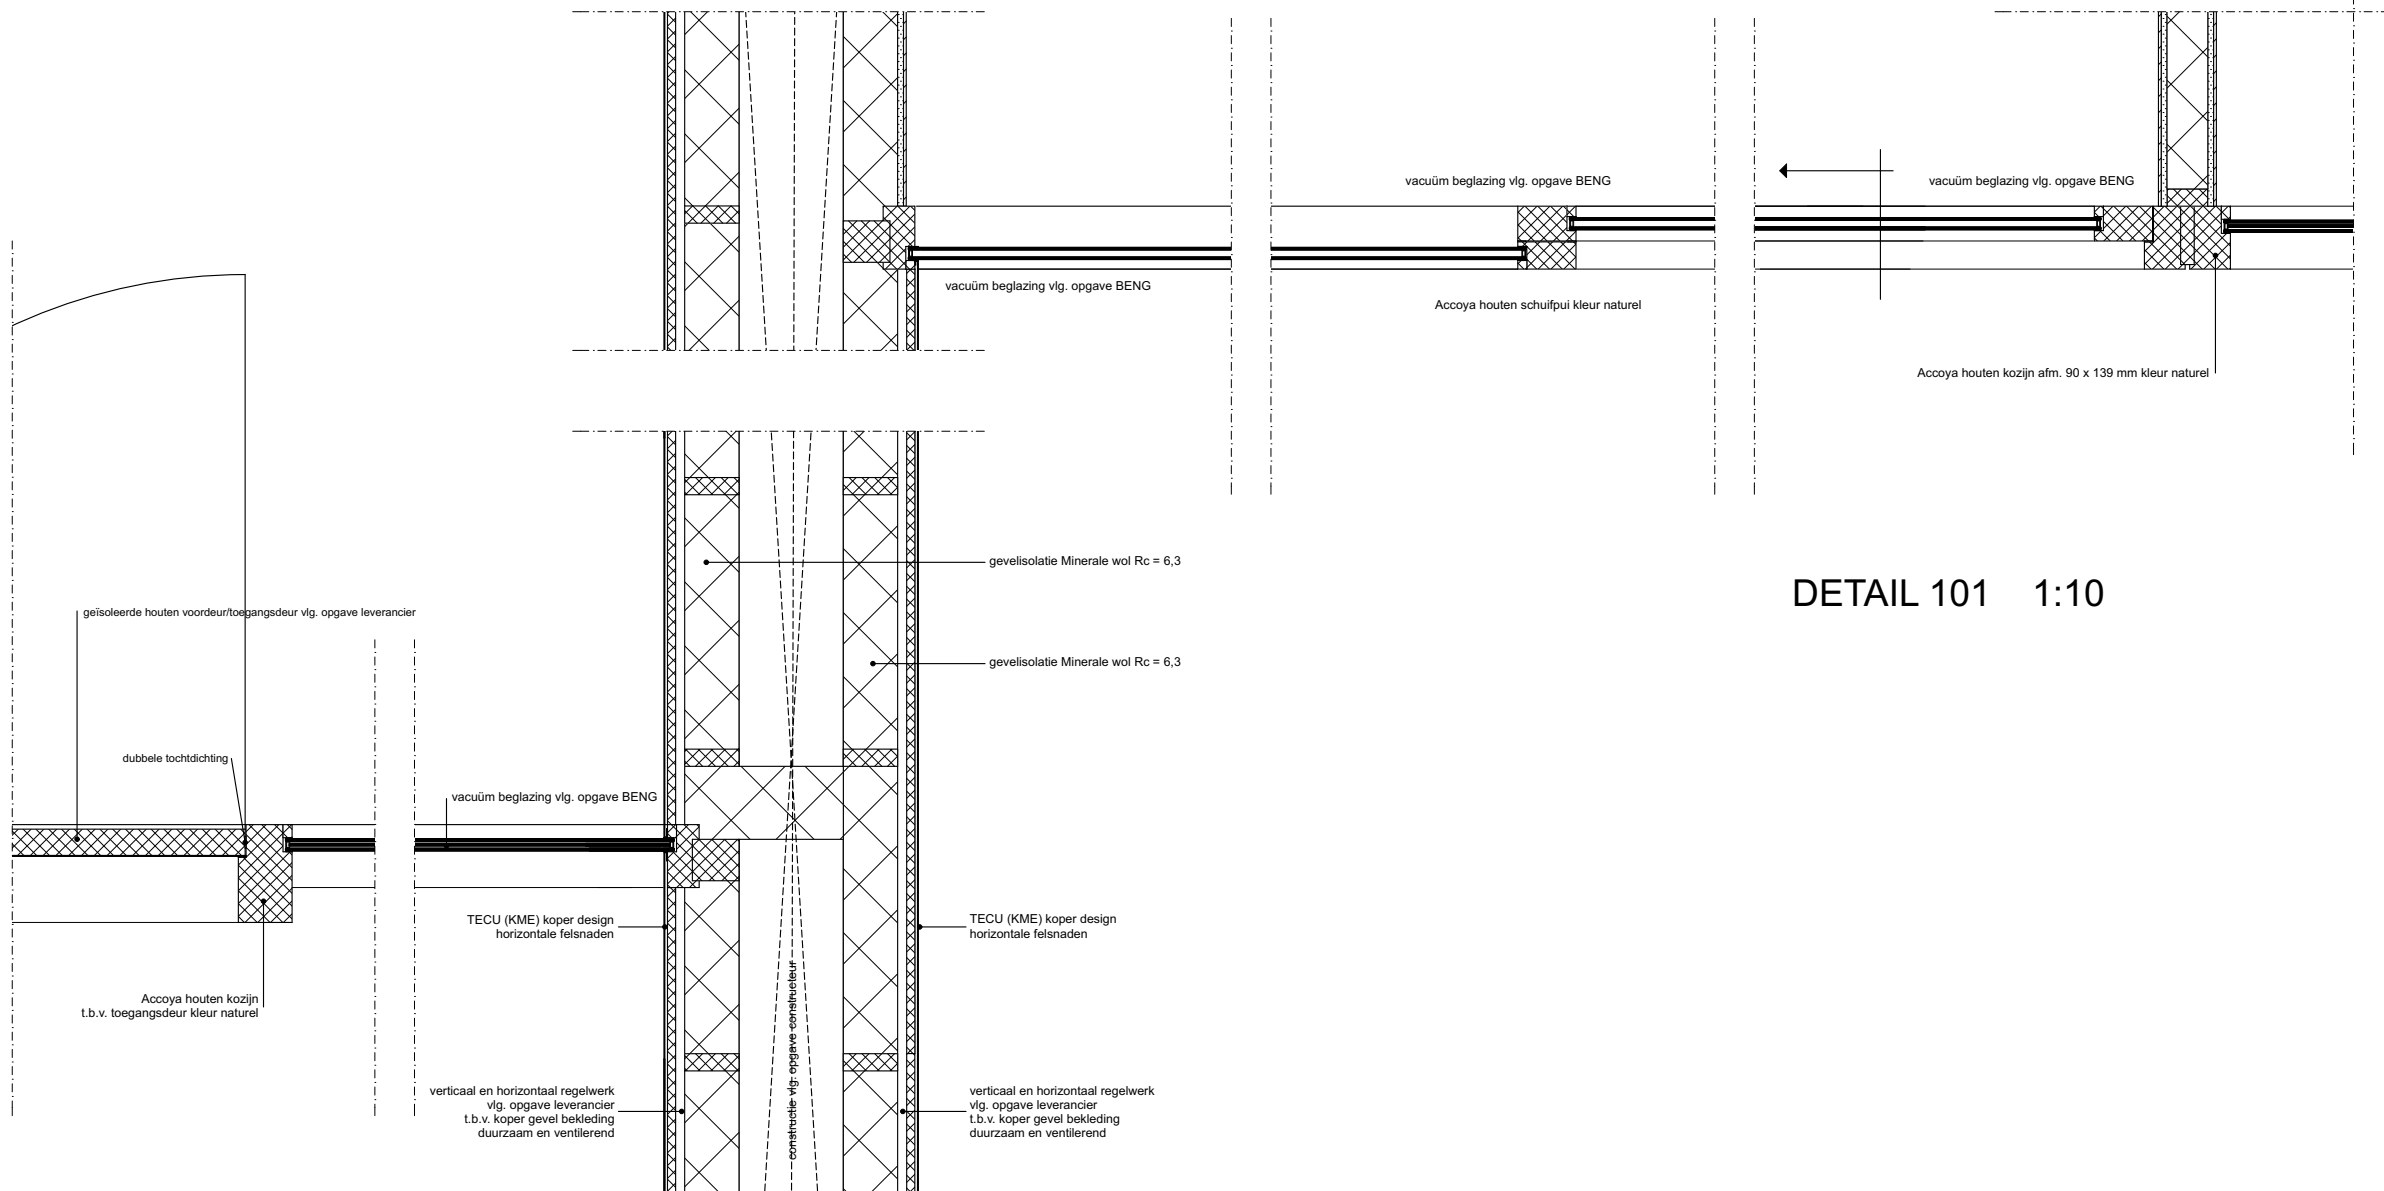 vacuüm beglazing vlg. opgave BENG
vacuüm beglazing vlg. opgave BENG
vacuüm beglazing vlg. opgave BENG
Accoya houten schuifpui kleur naturel
Accoya houten kozijn afm. 90 x 139 mm kleur naturel
gevelisolatie Minerale wol Rc = 6,3
DETAIL 101 1:10
geïsoleerde houten voordeur/toegangsdeur vlg. opgave leverancier
gevelisolatie Minerale wol Rc = 6,3
dubbele tochtdichting
vacuüm beglazing vlg. opgave BENG
TECU (KME) koper design
horizontale felsnaden
TECU (KME) koper design
horizontale felsnaden
Accoya houten kozijn
t.b.v. toegangsdeur kleur naturel
constructie vlg. opgave constructeur
verticaal en horizontaal regelwerk
vlg. opgave leverancier
t.b.v. koper gevel bekleding
duurzaam en ventilerend
verticaal en horizontaal regelwerk
vlg. opgave leverancier
t.b.v. koper gevel bekleding
duurzaam en ventilerend